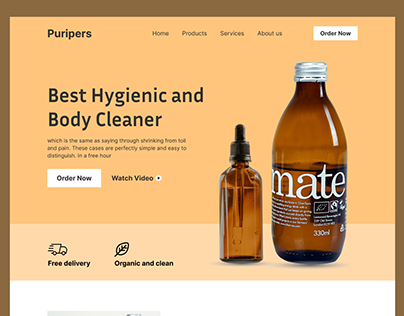 Puripers
Home Products Services About us
Order Now
Best Hygienic and
Body Cleaner
which is the same as saying through shrinking from toil
and pain. These cases are perfectly simple and easy to
distinguish. In a free hour
Order Now
Watch Video
Free delivery
Organic and clean
mate
330ml